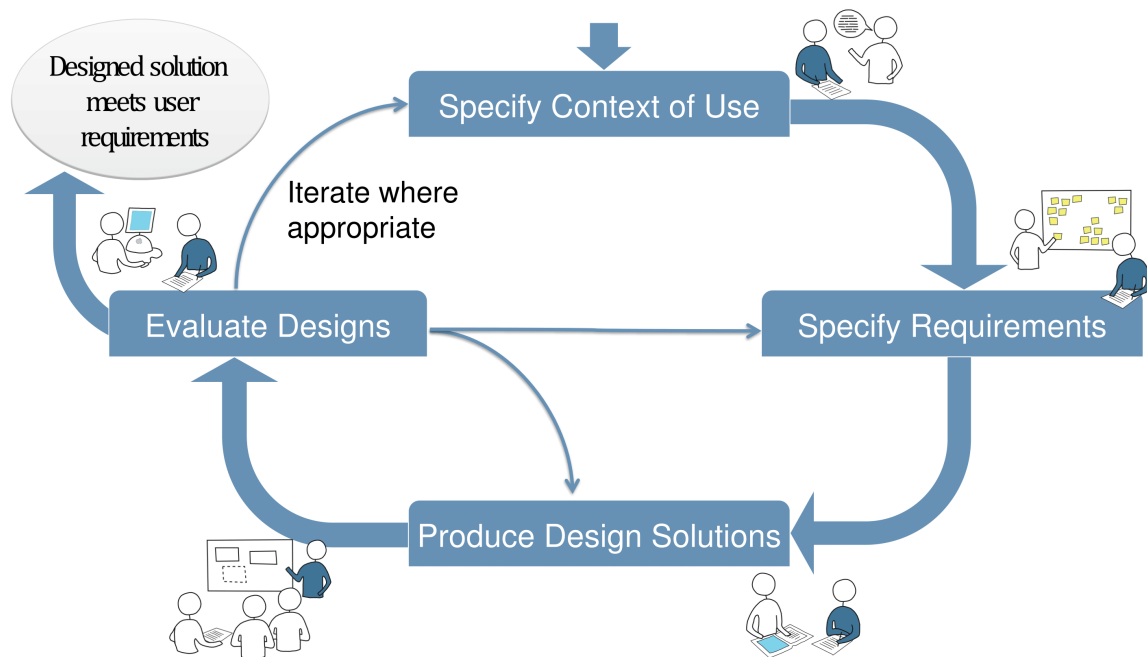 Designed solution
meets user
requirements
Specify Context of Use
Iterate where
appropriate
Evaluate Designs
Specify Requirements
Produce Design Solutions